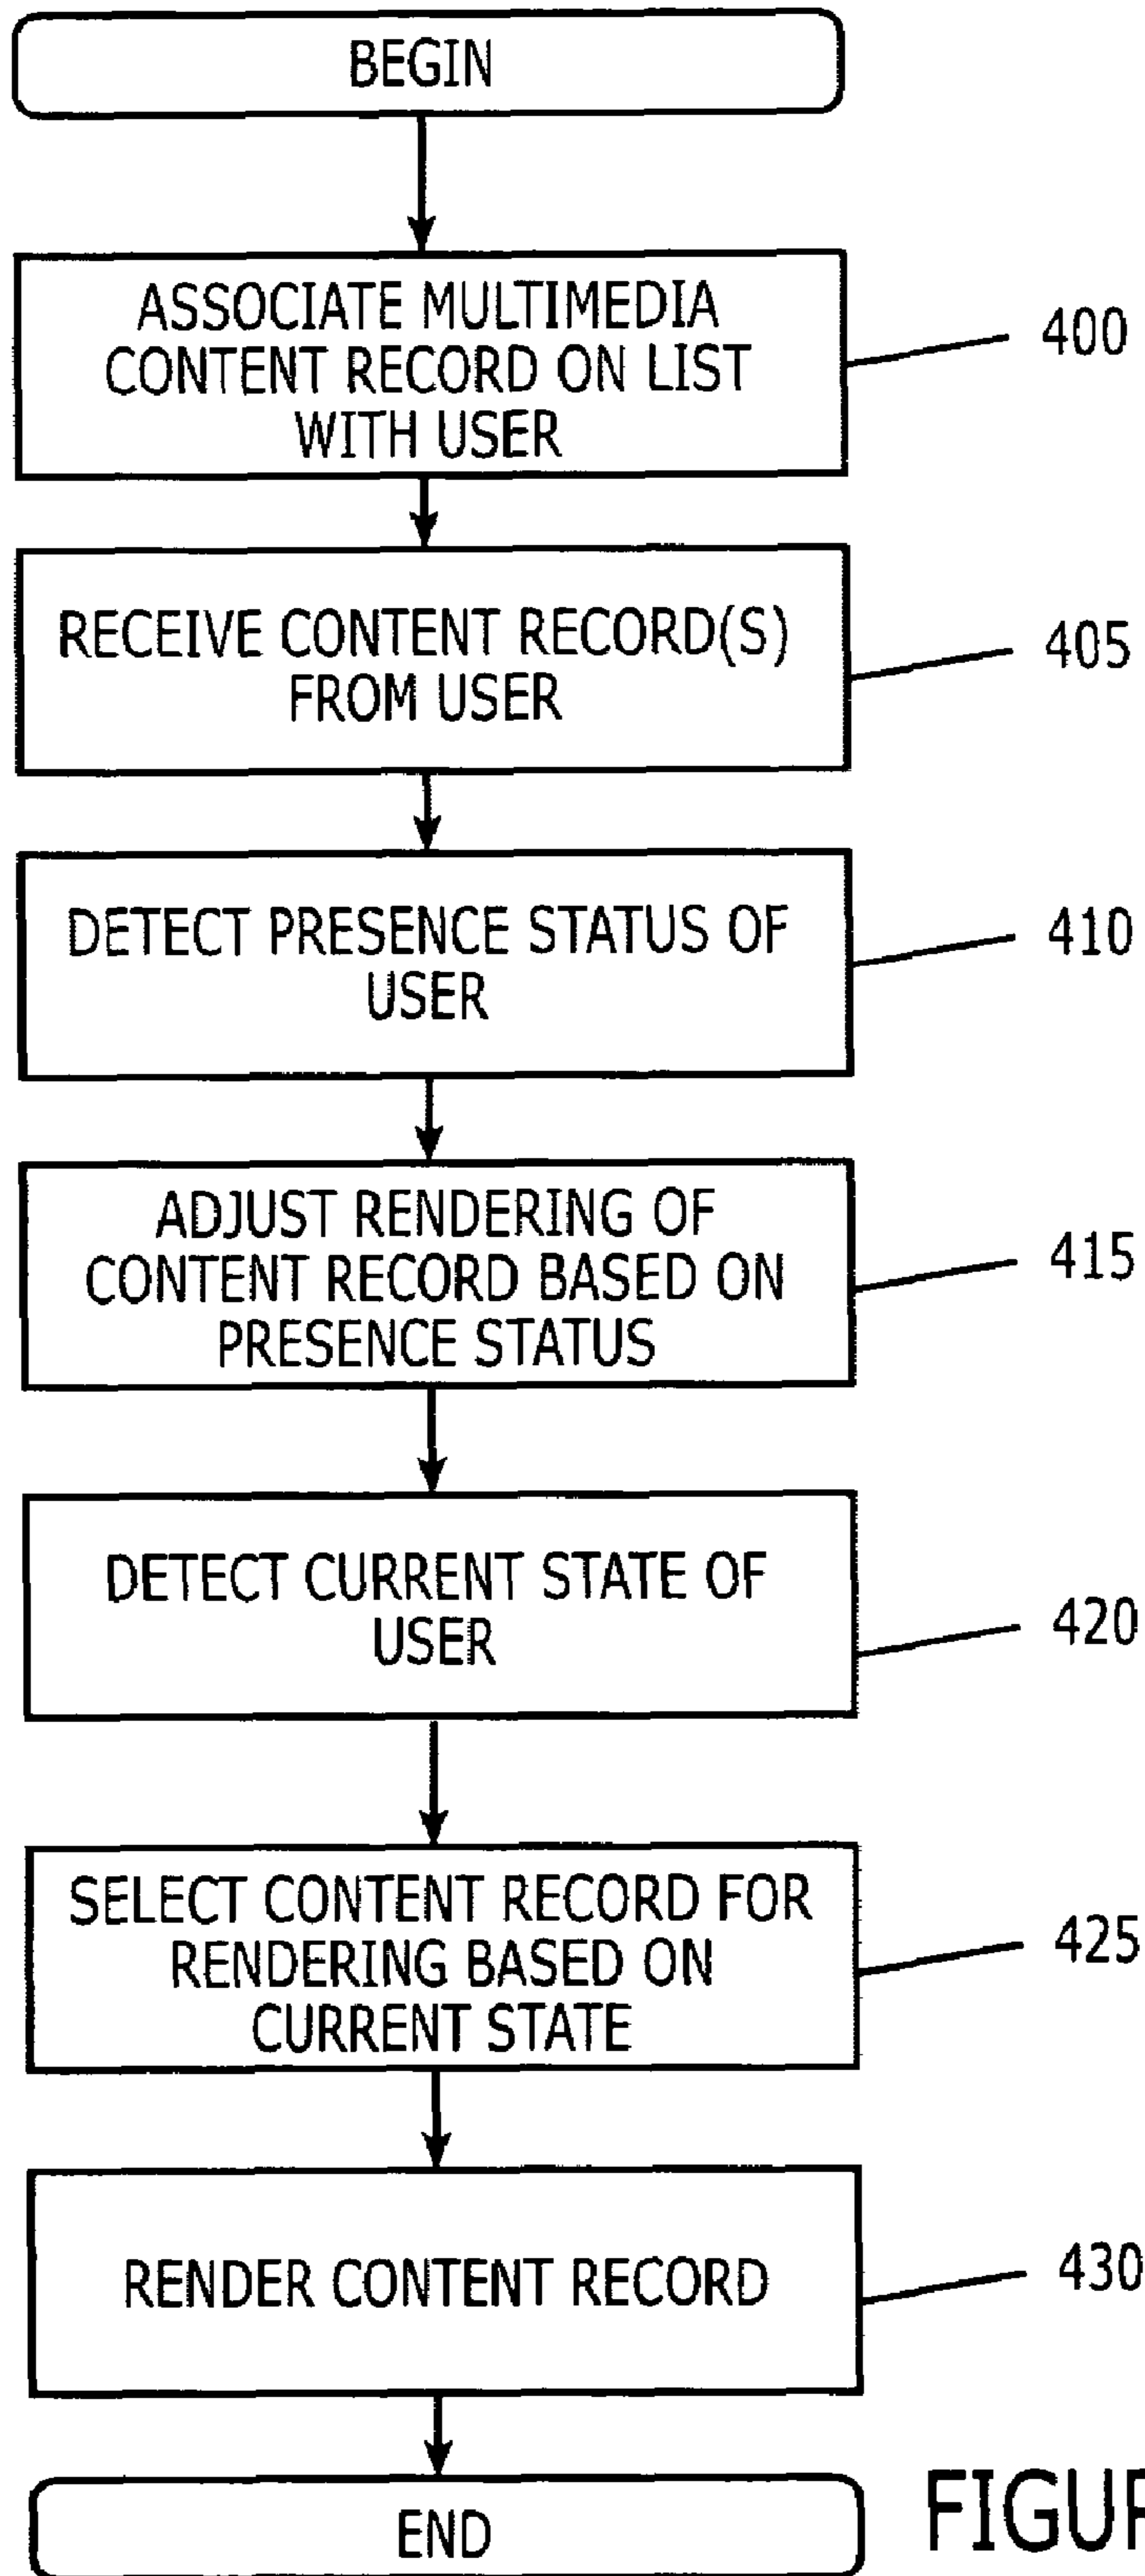 BEGIN
ASSOCIATE MULTIMEDIA
CONTENT RECORD ON LIST
WITH USER
400
RECEIVE CONTENT RECORD(S)
FROM USER
405
DETECT PRESENCE STATUS OF
USER
410
ADJUST RENDERING OF
CONTENT RECORD BASED ON
PRESENCE STATUS
415
DETECT CURRENT STATE OF
USER
420
SELECT CONTENT RECORD FOR
RENDERING BASED ON
CURRENT STATE
425
RENDER CONTENT RECORD
430
END